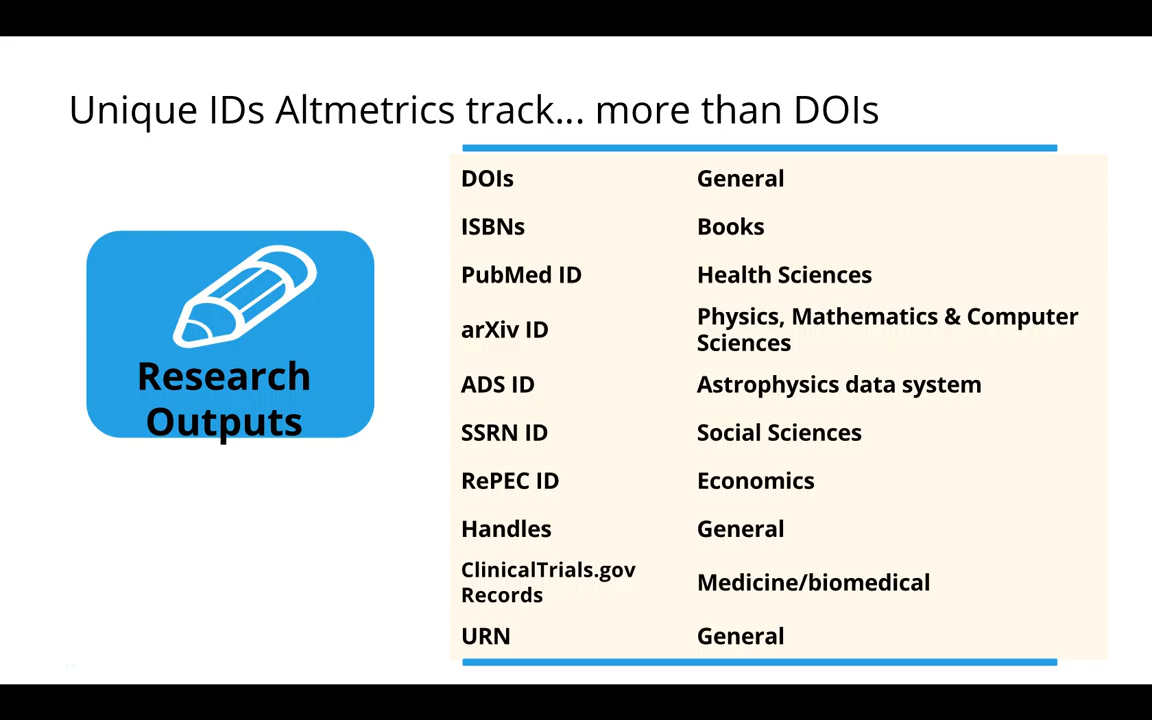 Unique IDs Altmetrics track... more than DOIs
Research
Outputs
DOIs General
ISBNs Books
PubMed ID Health Sciences
arXiv ID Physics, Mathematics & Computer
Sciences
ADS ID Astrophysics data system
SSRN ID Social Sciences
RePEC ID Economics
Handles General
ClinicalTrials.gov
Records Medicine/biomedical
URN General